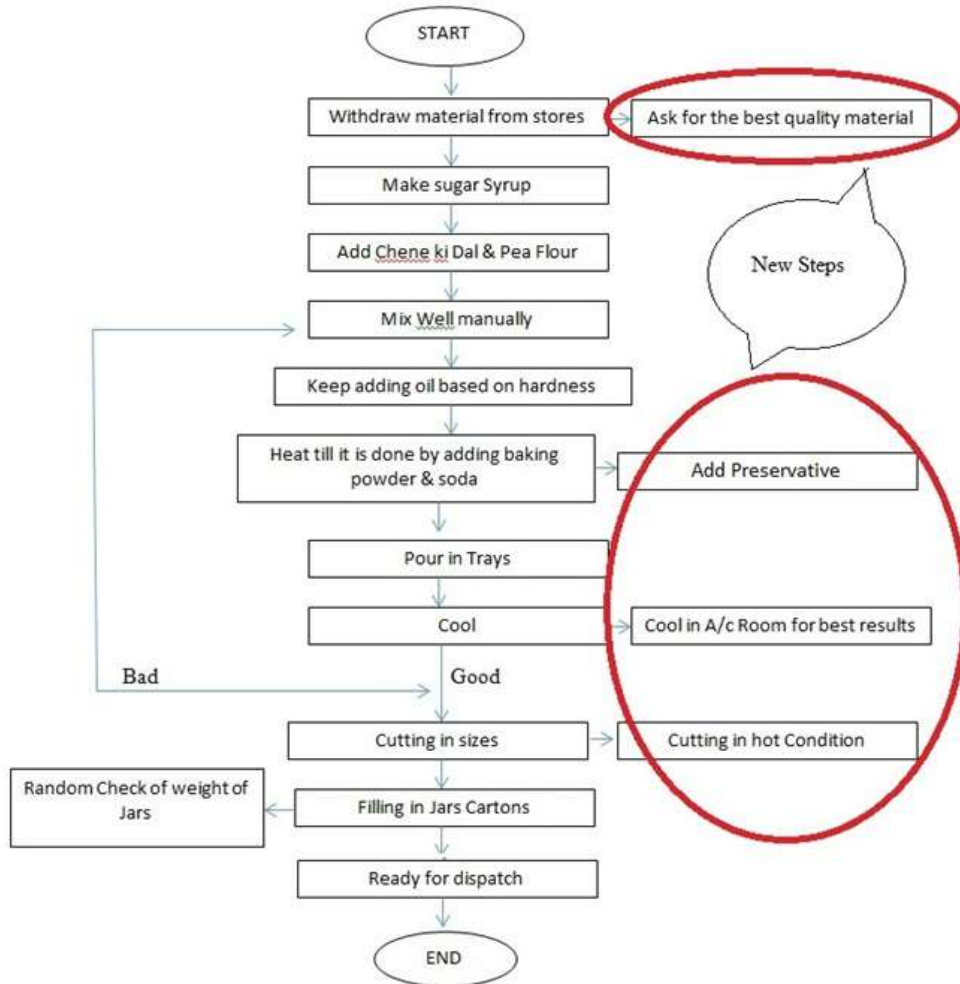 START
Withdraw material from stores
Ask for the best quality material
Make sugar Syrup
New Steps
Add Chene ki Dal & Pea Flour
Mix Well manually
Keep adding oil based on hardness
Heat till it is done by adding baking
powder & soda
Add Preservative
Pour in Trays
Cool
Cool in A/c Room for best results
Bad
Good
Cutting in sizes
Cutting in hot Condition
Random Check of weight of
Jars
Filling in Jars Cartons
Ready for dispatch
END